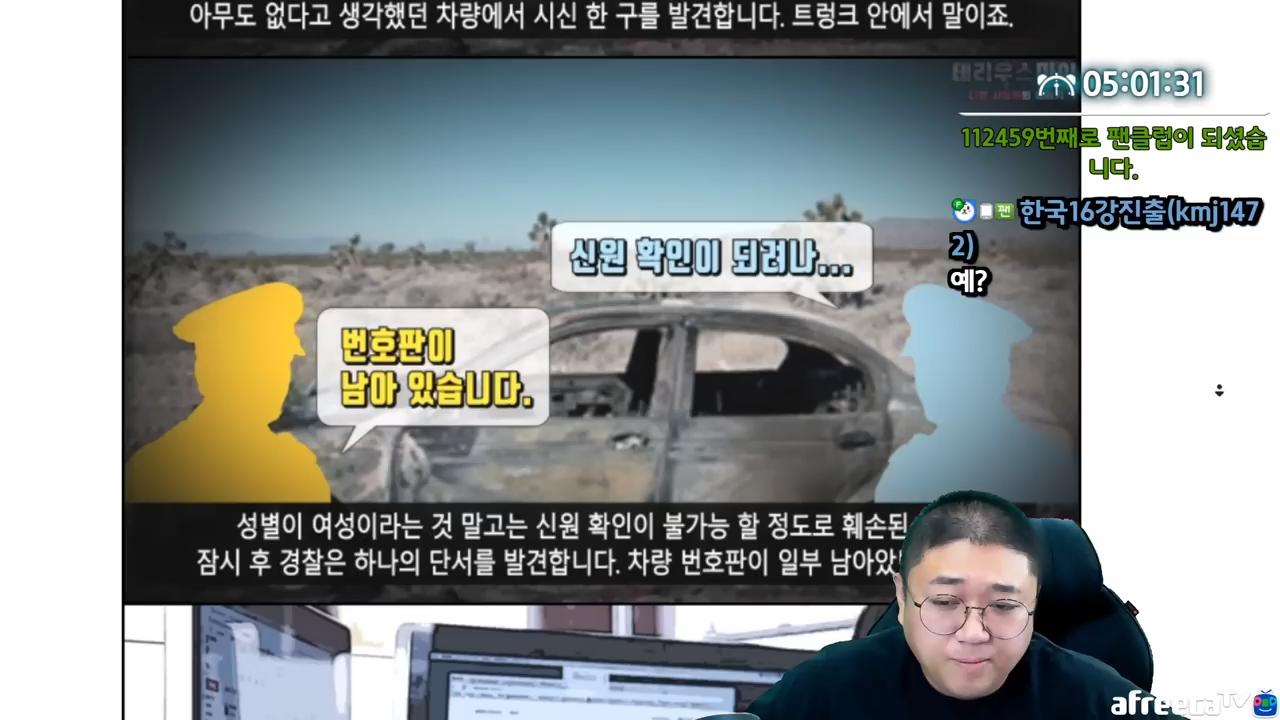 아무도 없다고 생각했던 차량에서 시신 한 구를 발견합니다. 트렁크 안에서 말이죠.
05:01:31
112459번째로 팬클럽이 되셨습
니다.
팬 한국16강진출(kmj147
2)
예?
신원 확인이 되려나...
번호판이
남아 있습니다.
성별이 여성이라는 것 말고는 신원 확인이 불가능 할 정도로 훼손된
잠시 후 경찰은 하나의 단서를 발견합니다. 차량 번호판이 일부
afreecaTV